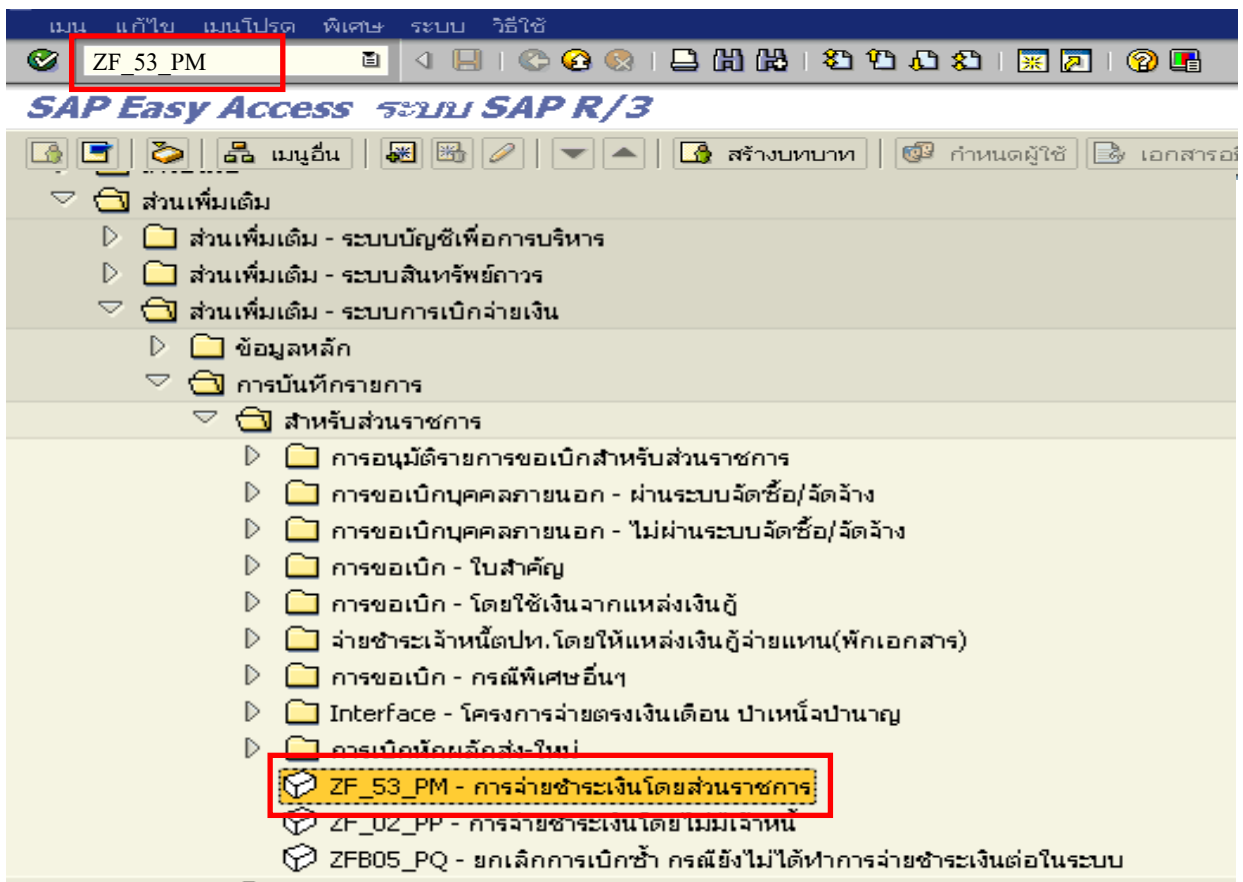 เมนู แก้ไข เมนูโปรด พิเศษ ระบบ วิธีใช้
ZF_53_PM
SAP Easy Access ระบบ SAP R/3
เมนูอื่น สร้างบทบาท กำหนดผู้ใช้
ส่วนเพิ่มเติม
ส่วนเพิ่มเติม - ระบบบัญชีเพื่อการบริหาร
ส่วนเพิ่มเติม - ระบบสินทรัพย์ถาวร
ส่วนเพิ่มเติม - ระบบการเบิกจ่ายเงิน
ข้อมูลหลัก
การบันทึกรายการ
สำหรับส่วนราชการ
การอนุมัติรายการขอเบิกสำหรับส่วนราชการ
การขอเบิกบุคคลภายนอก - ผ่านระบบจัดซื้อ/จัดจ้าง
การขอเบิกบุคคลภายนอก - ไม่ผ่านระบบจัดซื้อ/จัดจ้าง
การขอเบิก - ใบสำคัญ
การขอเบิก - โดยใช้เงินจากแหล่งเงินกู้
จ่ายชำระเจ้าหนี้ตปท.โดยให้แหล่งเงินกู้จ่ายแทน(พักเอกสาร)
การขอเบิก - กรณีพิเศษอื่นๆ
Interface - โครงการจ่ายตรงเงินเดือน บำเหน็จบำนาญ
การเบิกหักผลักส่ง-ใหม่
ZF_53_PM - การจ่ายชำระเงินโดยส่วนราชการ
ZF_02_PP - การจ่ายชำระเงินโดยไม่มีเจ้าหนี้
ZFB05_PQ - ยกเลิกการเบิกซ้ำ กรณียังไม่ได้ทำการจ่ายชำระเงินต่อในระบบ